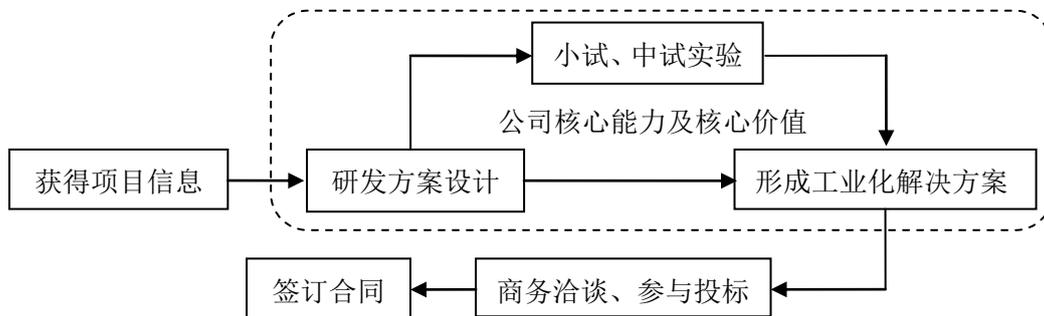 小试、中试实验
公司核心能力及核心价值
获得项目信息
研发方案设计
形成工业化解决方案
签订合同
商务洽谈、参与投标